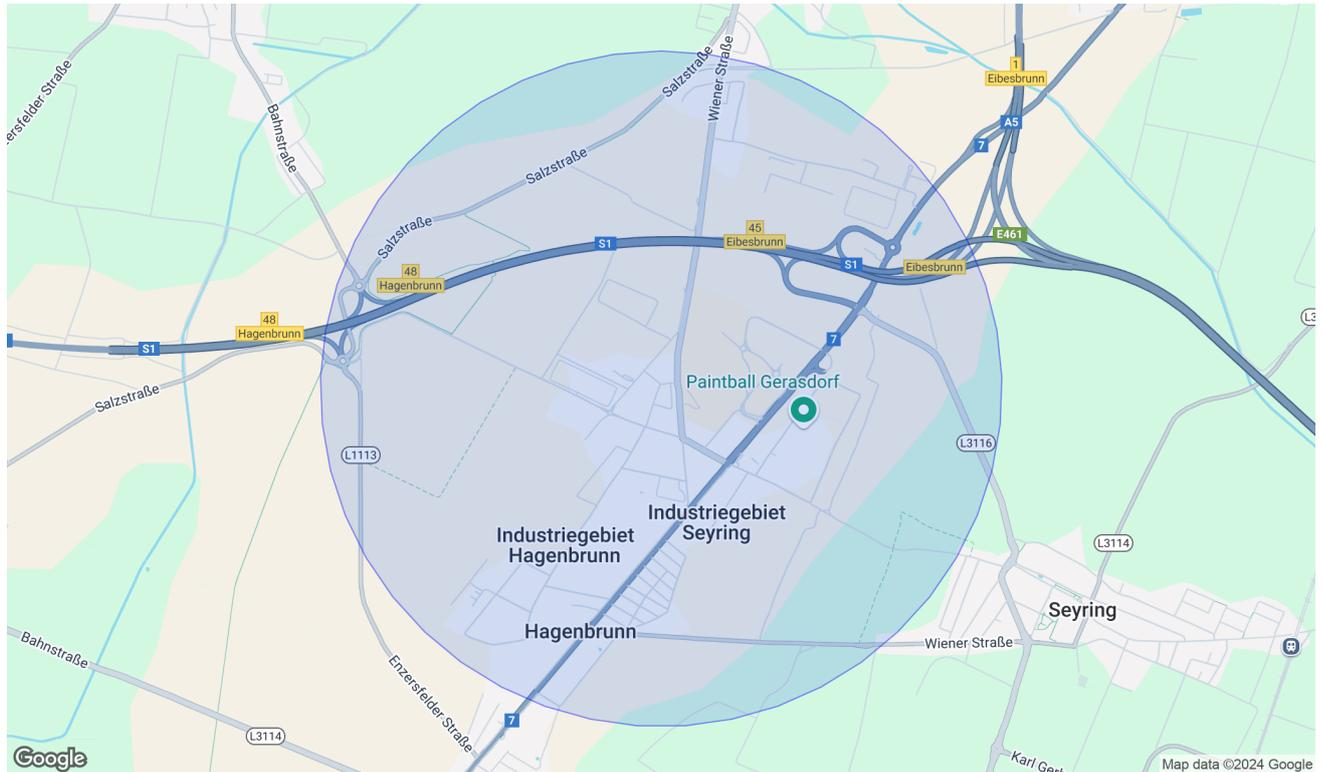 1
Eibesbrunn
A5
7
Salzstraße
Wiener Straße
Bahnstraße
Salzstraße
Salzstraße
E461
45
Eibesbrunn
S1
S1
Eibesbrunn
48
Hagenbrunn
48
Hagenbrunn
S1
7
Salzstraße
Paintball Gerasdorf
L1113
L3116
Industriegebiet
Seyring
Industriegebiet
Hagenbrunn
L3114
Seyring
Hagenbrunn
Wiener Straße
Bahnstraße
Enzersfelder Straße
7
L3114
Google
Map data ©2024 Google